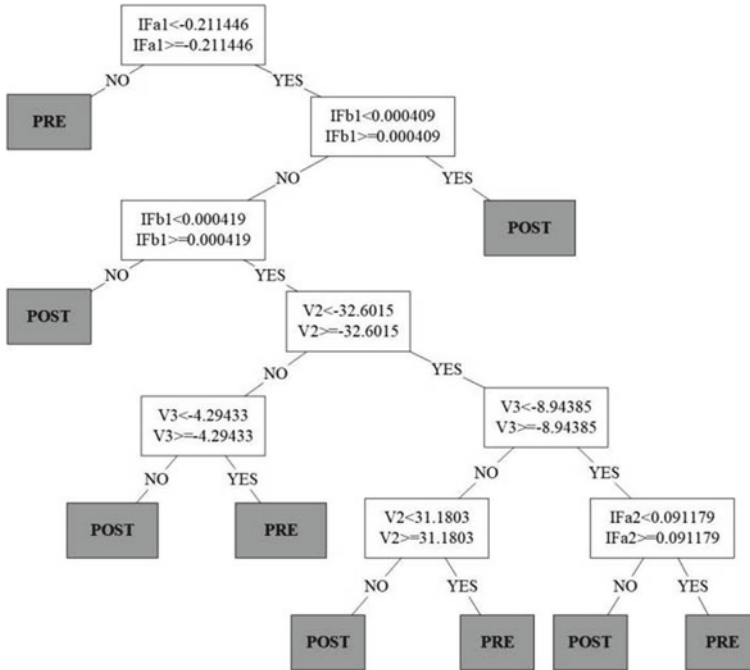 IFa1<-0.211446
IFa1>=-0.211446
NO
YES
PRE
IFb1<0.000409
IFb1>=0.000409
NO
YES
IFb1<0.000419
IFb1>=0.000419
POST
NO
YES
POST
V2<-32.6015
V2>=-32.6015
NO
YES
V3<-4.29433
V3>=-4.29433
V3<-8.94385
V3>=-8.94385
NO
YES
NO
YES
POST
PRE
V2<31.1803
V2>=31.1803
IFa2<0.091179
IFa2>=0.091179
NO
YES
NO
YES
POST
PRE
POST
PRE